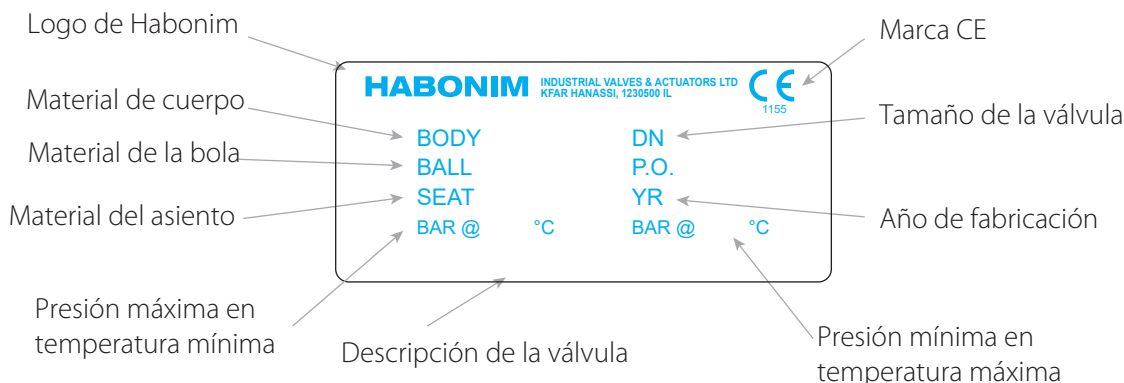 Logo de Habonim
Marca CE
HABONIM
INDUSTRIAL VALVES & ACTUATORS LTD
KFAR HANASSI, 1230500 IL
CE
1155
Material de cuerpo
BODY
DN
Tamaño de la válvula
Material de la bola
BALL
P.O.
Material del asiento
SEAT
YR
Año de fabricación
BAR @ °C
BAR @ °C
Presión máxima en
temperatura mínima
Descripción de la válvula
Presión mínima en
temperatura máxima